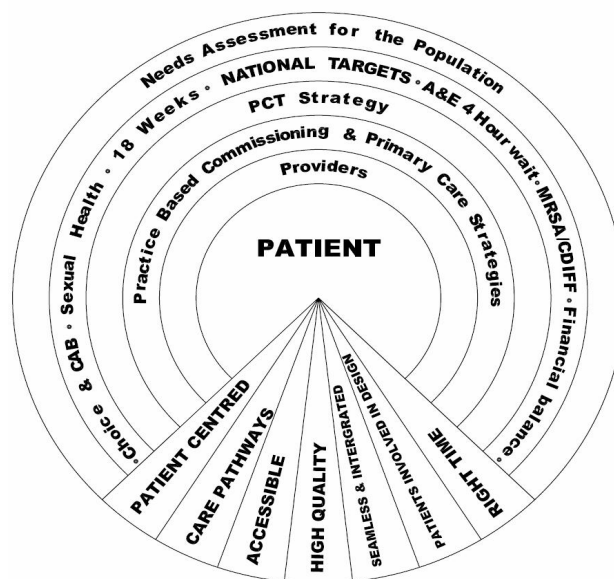 Needs Assessment for the Population
°Choice & CAB ° Sexual Health ° 18 Weeks ° NATIONAL TARGETS ° A&E 4 Hour wait ° MRSA/CDIFF ° Financial balance °
PCT Strategy
Practice Based Commissioning & Primary Care Strategies
Providers
PATIENT
PATIENT CENTRED
CARE PATHWAYS
ACCESSIBLE
HIGH QUALITY
SEAMLESS & INTERGRATED
PATIENTS INVOLVED IN DESIGN
RIGHT TIME